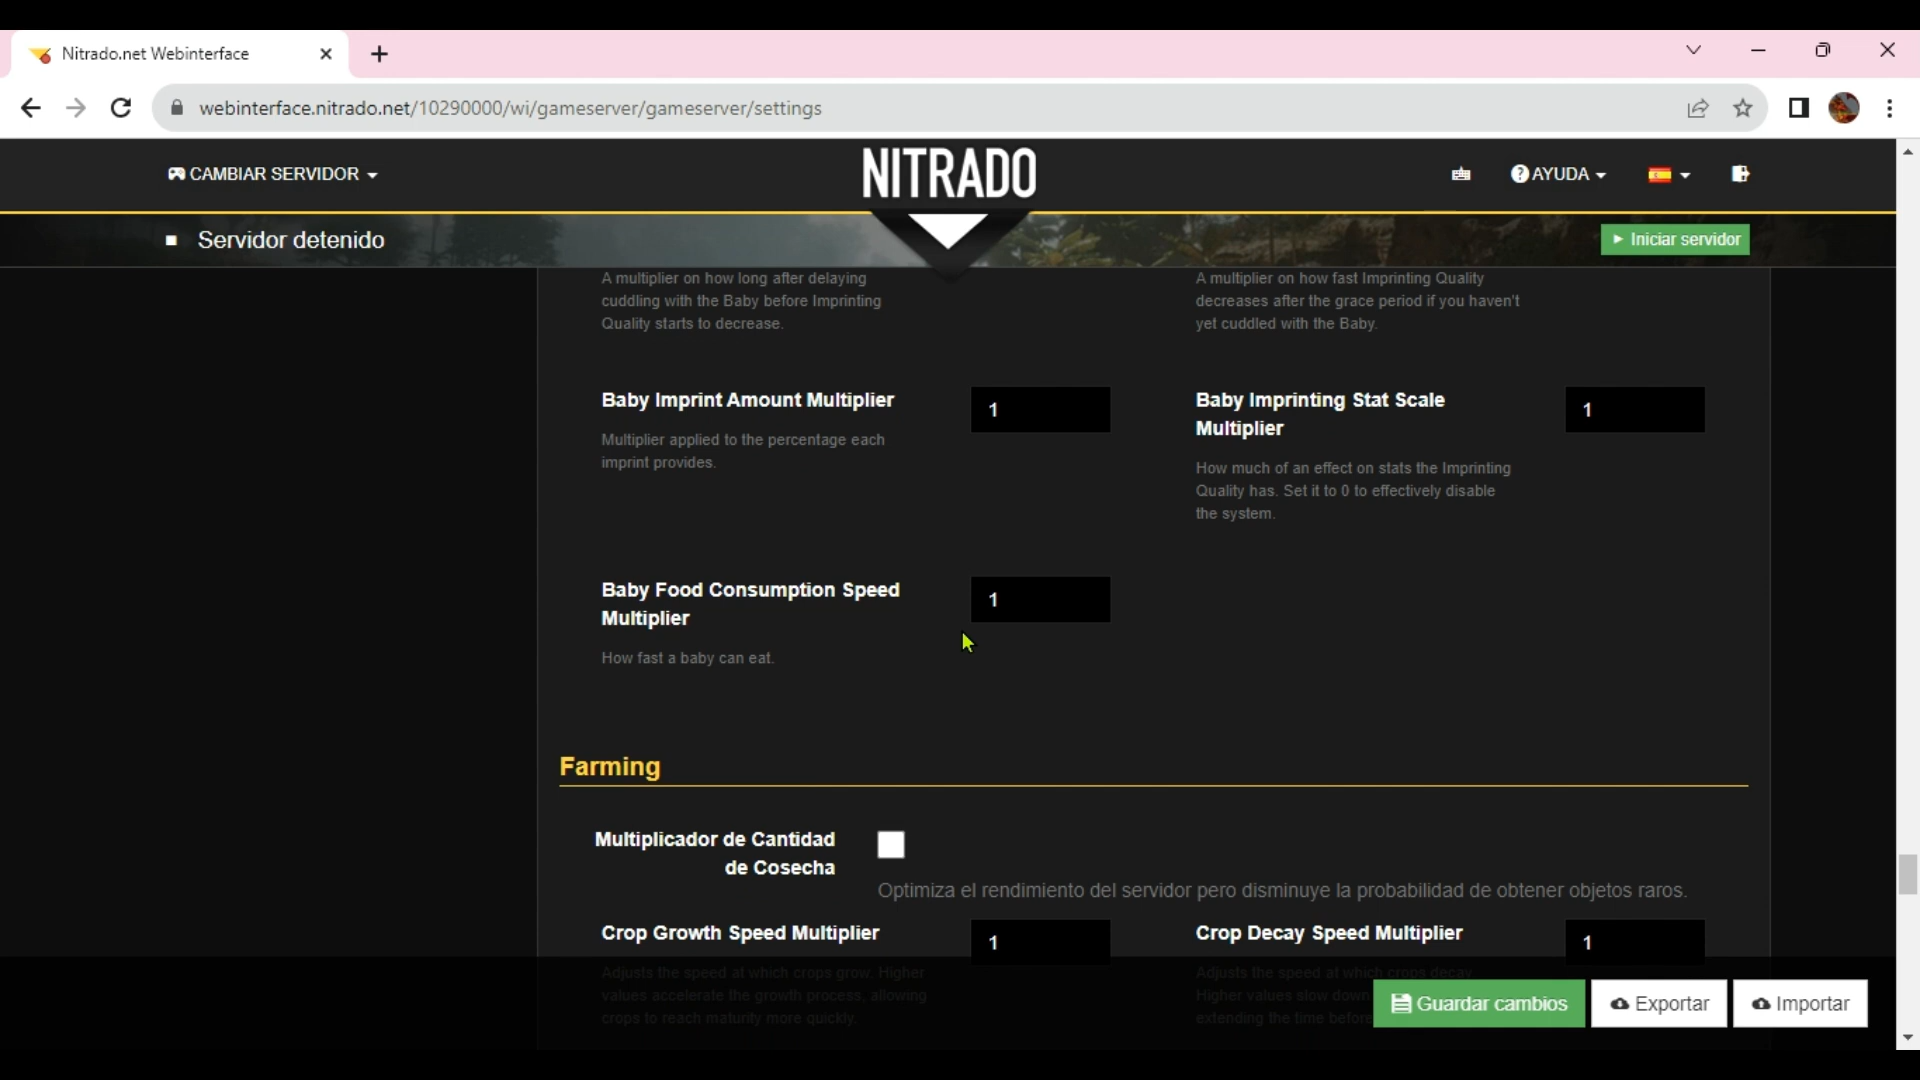 Nitrado.net Webinterface
webinterface.nitrado.net/10290000/wi/gameserver/gameserver/settings
CAMBIAR SERVIDOR
NITRADO
AYUDA
Servidor detenido
Iniciar servidor
A multiplier on how long after delaying
cuddling with the Baby before Imprinting
Quality starts to decrease.
A multiplier on how fast Imprinting Quality
decreases after the grace period if you haven't
yet cuddled with the Baby.
Baby Imprint Amount Multiplier
1
Multiplier applied to the percentage each
imprint provides.
Baby Imprinting Stat Scale
Multiplier
1
How much of an effect on stats the Imprinting
Quality has. Set it to 0 to effectively disable
the system.
Baby Food Consumption Speed
Multiplier
1
How fast a baby can eat.
Farming
Multiplicador de Cantidad
de Cosecha
Optimiza el rendimiento del servidor pero disminuye la probabilidad de obtener objetos raros.
Crop Growth Speed Multiplier
1
Adjusts the speed at which crops grow. Higher
values accelerate the growth process, allowing
crops to reach maturity more quickly.
Crop Decay Speed Multiplier
1
Adjusts the speed at which crops decay.
Higher values slow down
extending the time before
Guardar cambios
Exportar
Importar